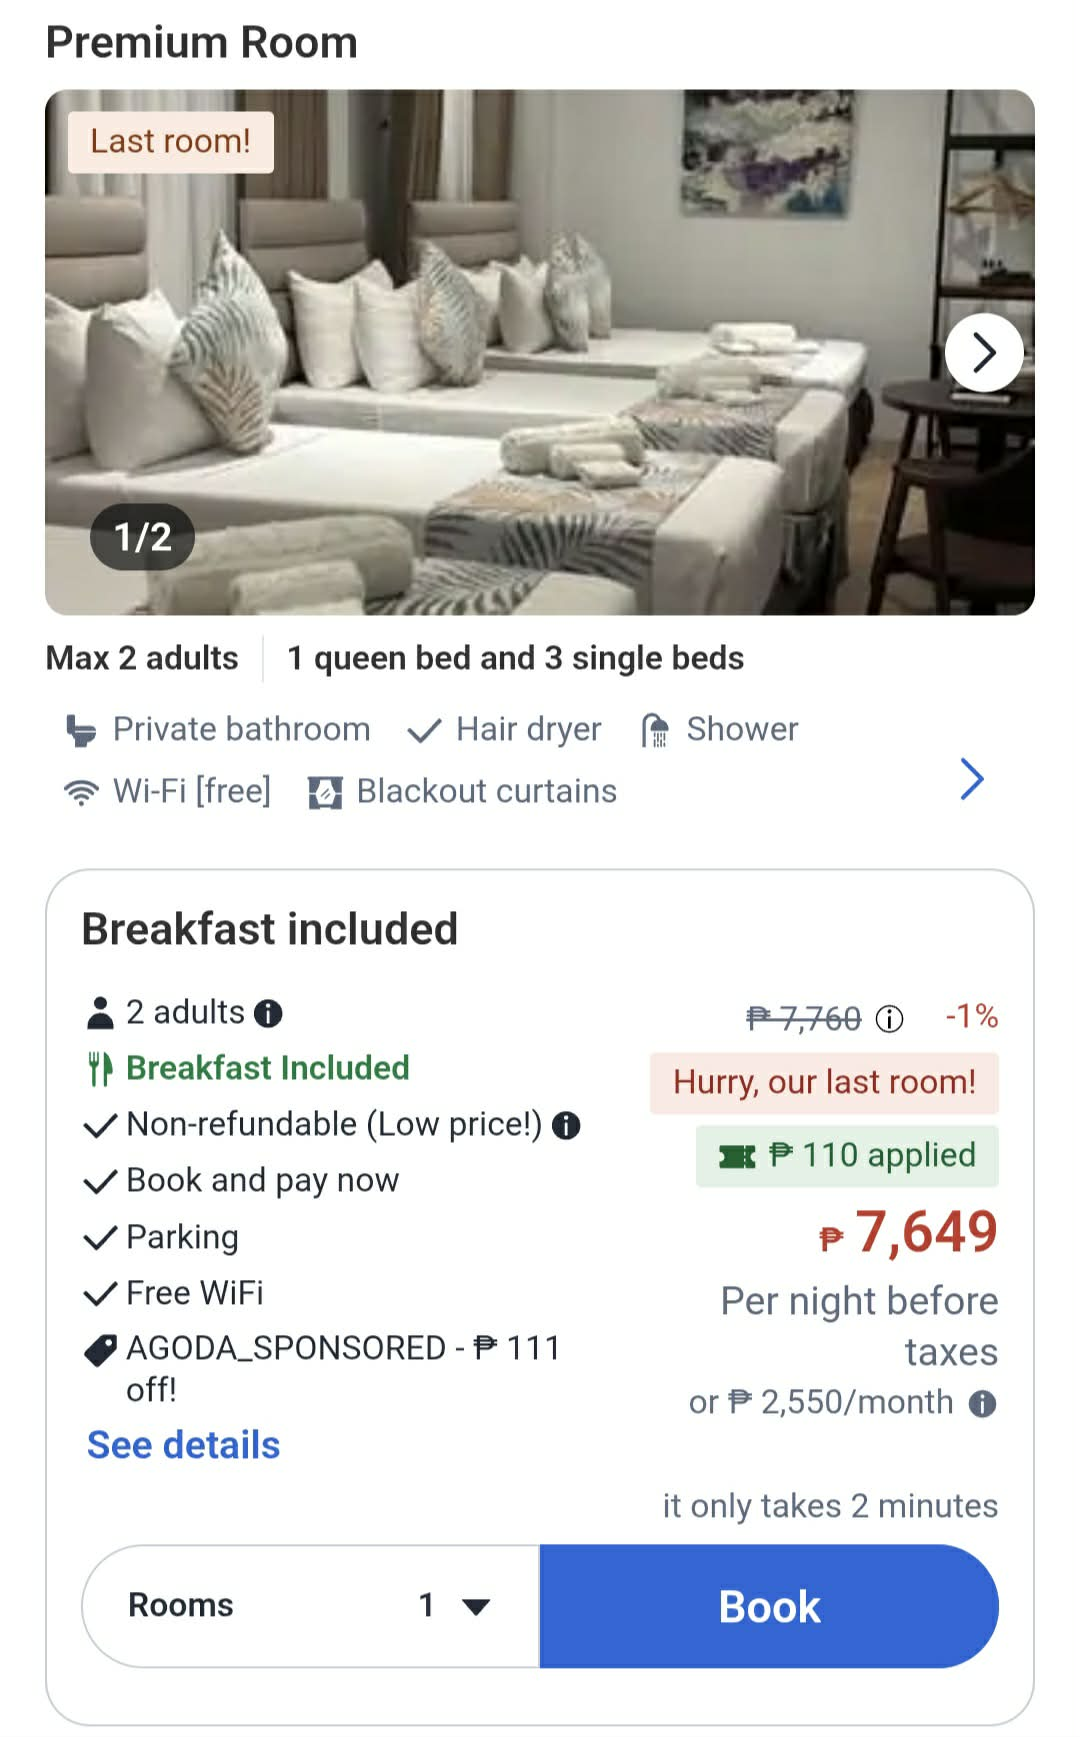 Premium Room
Last room!
1/2
Max 2 adults
1 queen bed and 3 single beds
Private bathroom
Hair dryer
Shower
Wi-Fi [free]
Blackout curtains
Breakfast included
2 adults
Breakfast Included
Non-refundable (Low price!)
Book and pay now
Parking
Free WiFi
AGODA_SPONSORED - ₱ 111
off!
See details
₱ 7,760
-1%
Hurry, our last room!
₱ 110 applied
₱ 7,649
Per night before
taxes
or ₱ 2,550/month
it only takes 2 minutes
Rooms 1
Book